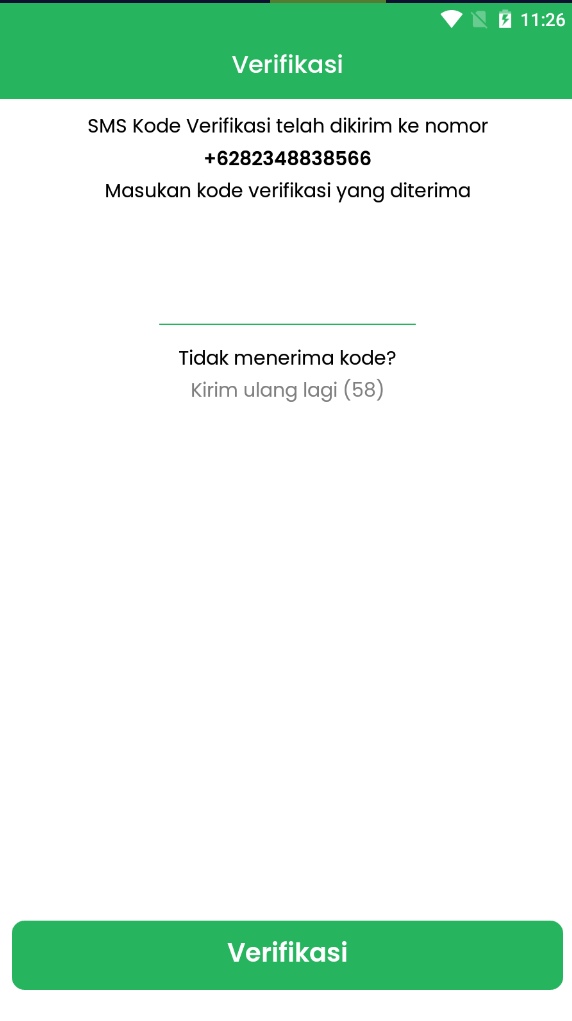 11:26
Verifikasi
SMS Kode Verifikasi telah dikirim ke nomor
+6282348838566
Masukan kode verifikasi yang diterima
Tidak menerima kode?
Kirim ulang lagi (58)
Verifikasi